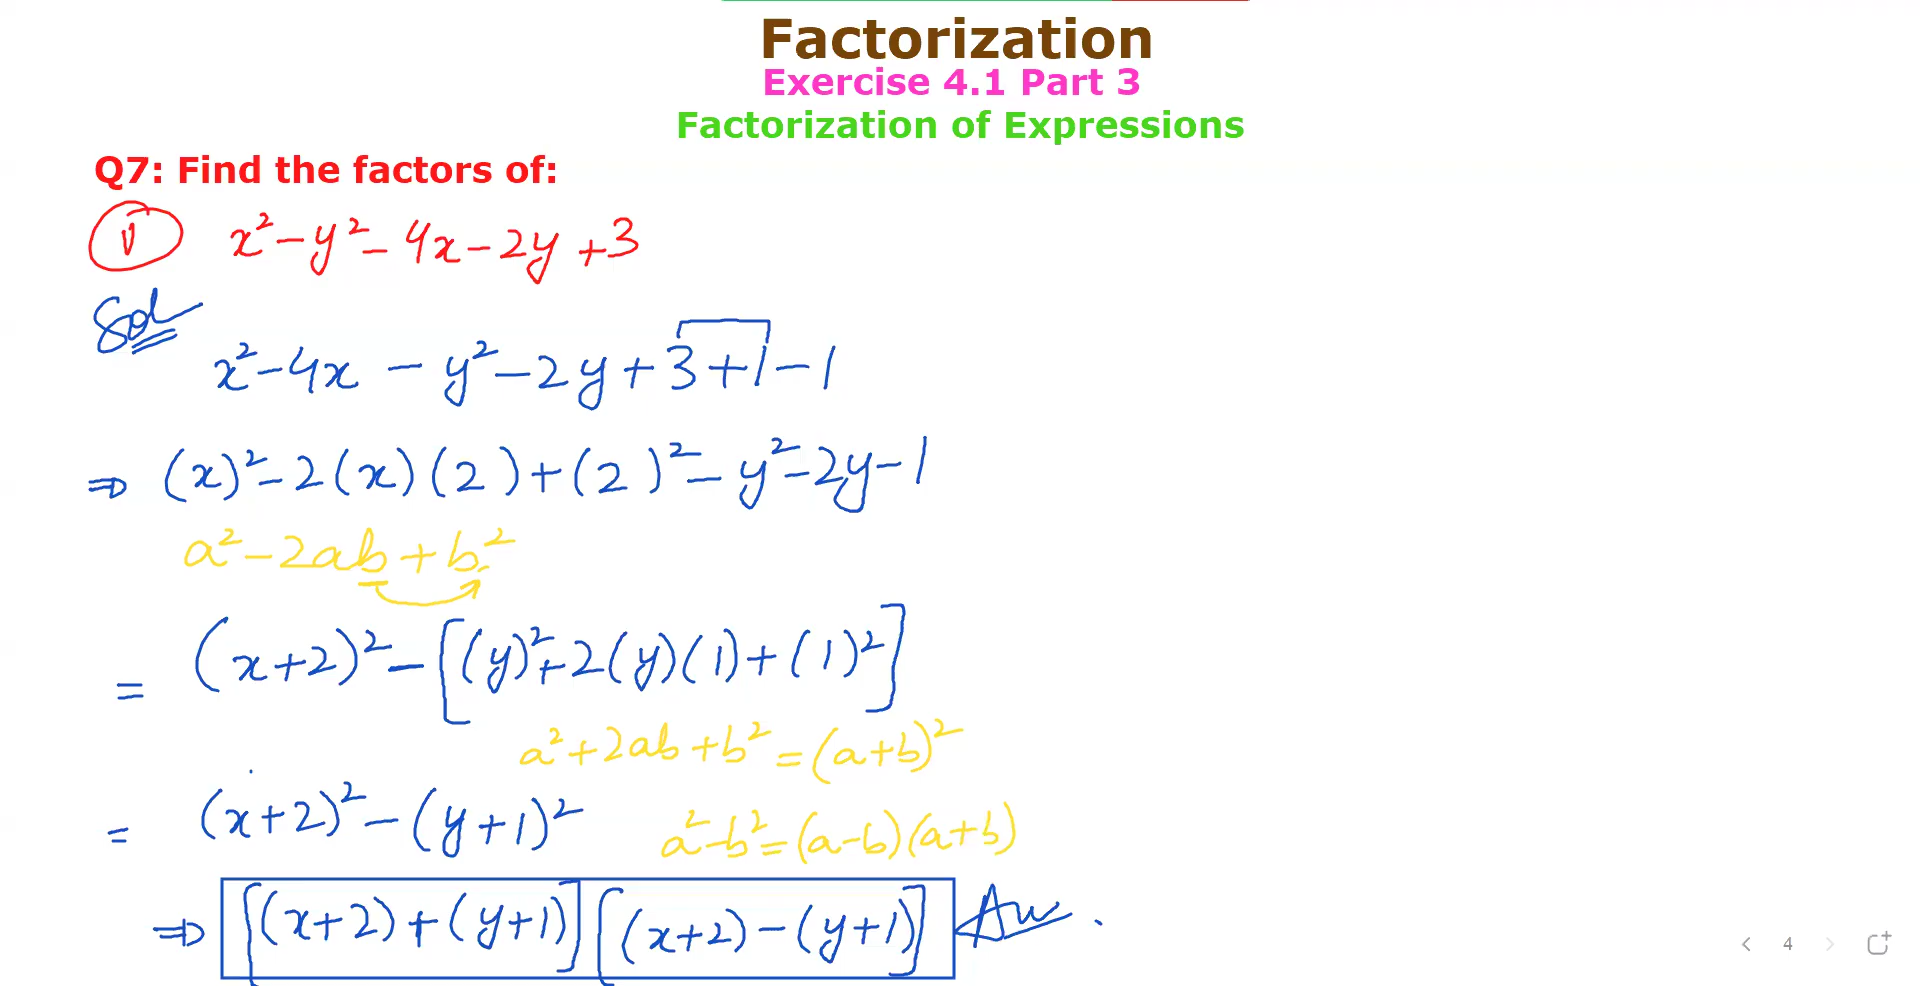 Factorization
Exercise 4.1 Part 3
Factorization of Expressions
Q7: Find the factors of:
v x² - y² - 4x - 2y + 3
Sol
x² - 4x - y² - 2y + 3 + 1 - 1
⇒ (x)² - 2(x)(2) + (2)² - y² - 2y - 1
a² - 2ab + b²
= (x+2)² - [(y)² + 2(y)(1) + (1)²]
a² + 2ab + b² = (a+b)²
= (x+2)² - (y+1)² a² - b² = (a-b)(a+b)
⇒ [(x+2) + (y+1)] [(x+2) - (y+1)] Ans.
< 4 >